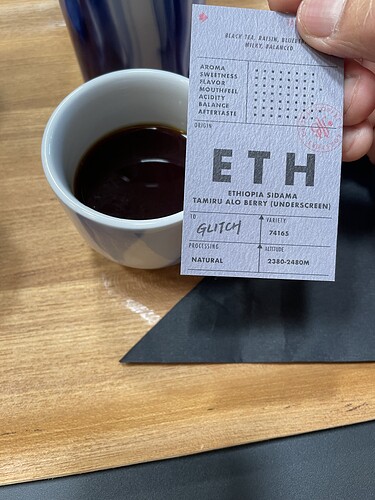 BLACK TEA, RAISIN, BLUEBERRY
MILKY, BALANCED
AROMA
SWEETNESS
FLAVOR
MOUTHFEEL
ACIDITY
BALANCE
AFTERTASTE
ORIGIN
ETH
ETHIOPIA SIDAMA
TAMIRU ALO BERRY (UNDERSCREEN)
TO
GLITCH
VARIETY
74165
PROCESSING
NATURAL
ALTITUDE
2380-2480M